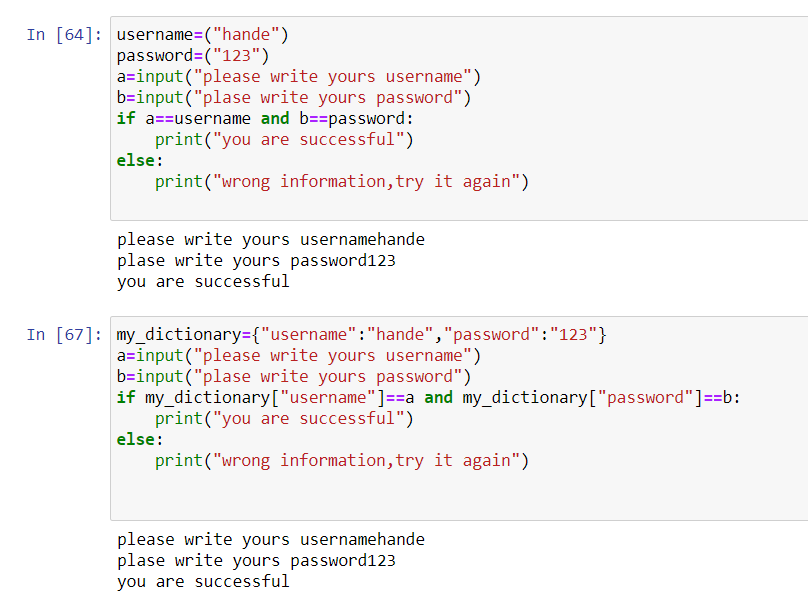 In [64]: username=("hande")
password=("123")
a=input("please write yours username")
b=input("plase write yours password")
if a==username and b==password:
    print("you are successful")
else:
    print("wrong information,try it again")
please write yours usernamehande
plase write yours password123
you are successful
In [67]: my_dictionary={"username":"hande","password":"123"}
a=input("please write yours username")
b=input("plase write yours password")
if my_dictionary["username"]==a and my_dictionary["password"]==b:
    print("you are successful")
else:
    print("wrong information,try it again")
please write yours usernamehande
plase write yours password123
you are successful